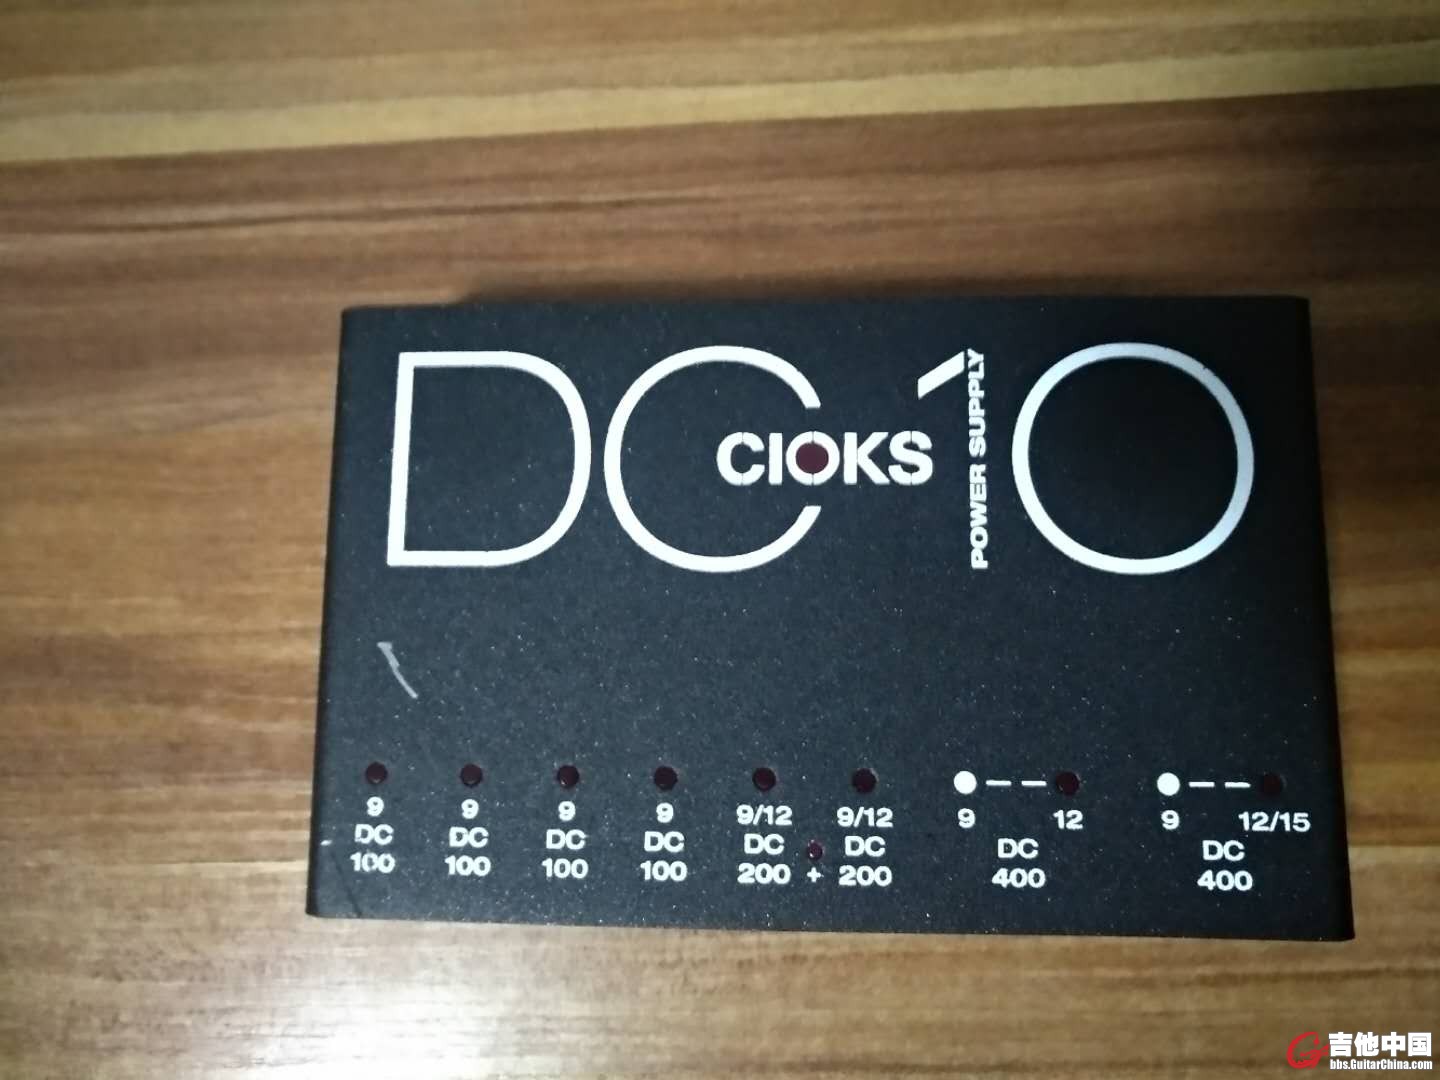 DC 10
CIOKS
POWER SUPPLY
9 9 9 9 9/12 9/12 9 12 9 12/15
DC DC DC DC DC DC DC DC
100 100 100 100 200 + 200 400 400
吉他中国
bbs.GuitarChina.com